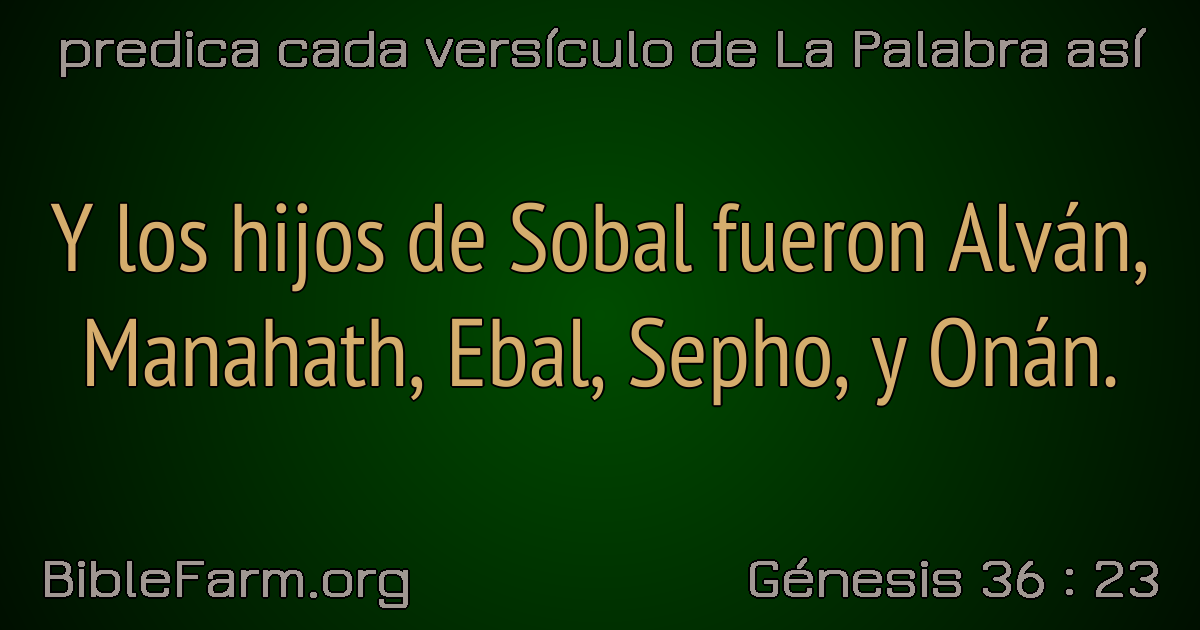 predica cada versículo de La Palabra así
Y los hijos de Sobal fueron Alván,
Manahath, Ebal, Sepho, y Onán.
BibleFarm.org
Génesis 36 : 23